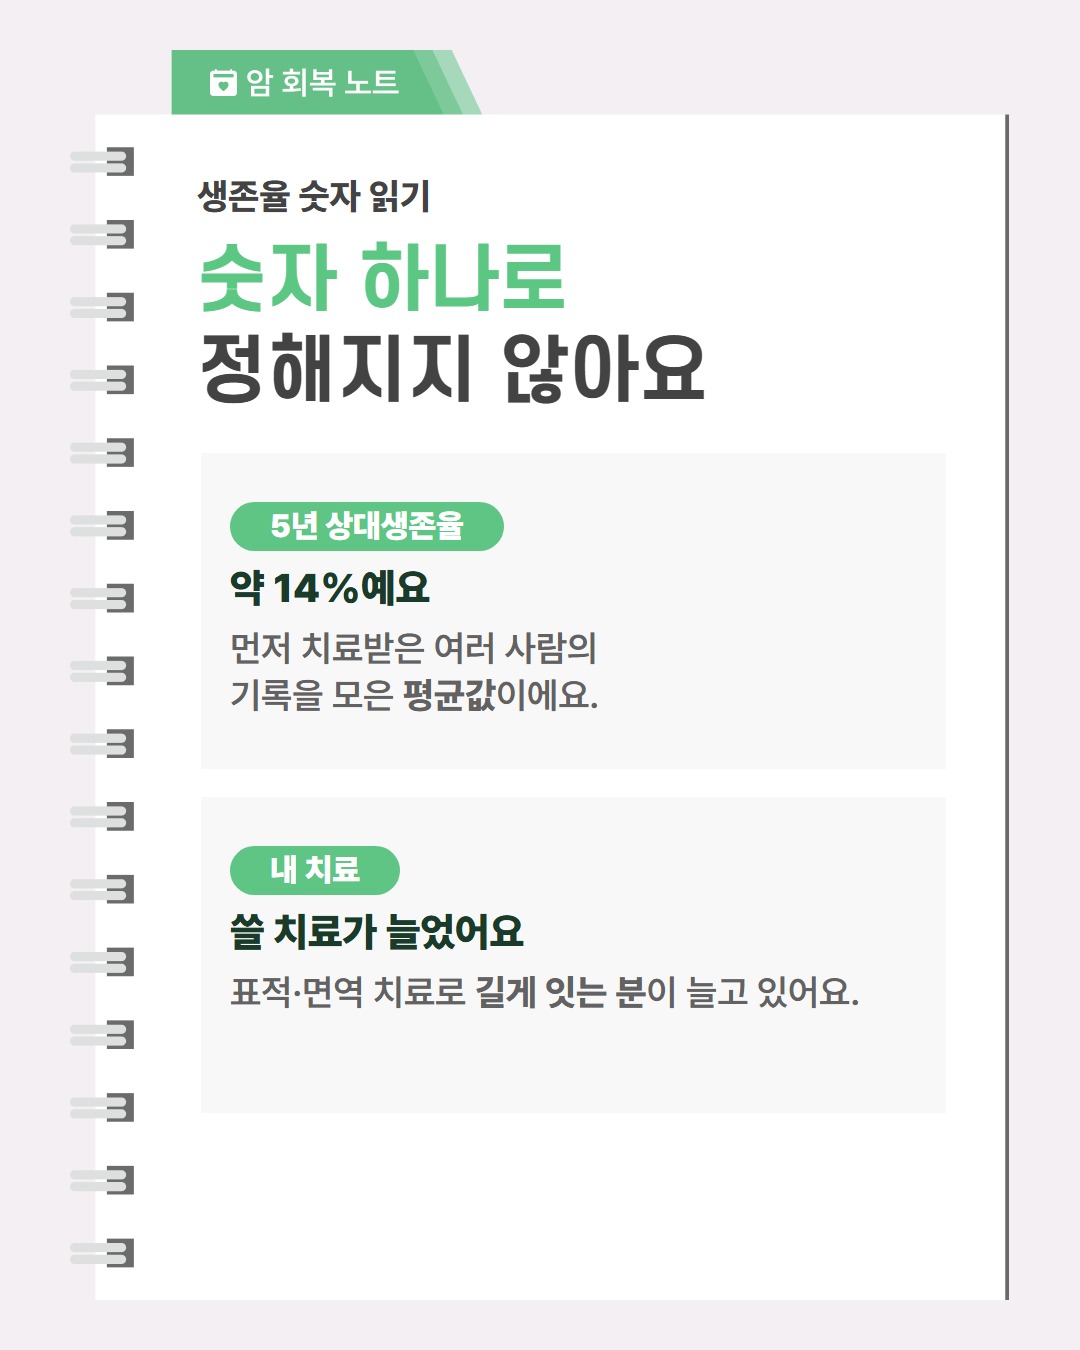 암 회복 노트
생존율 숫자 읽기
숫자 하나로
정해지지 않아요
5년 상대생존율
약 14%예요
먼저 치료받은 여러 사람의
기록을 모은 평균값이에요.
내 치료
쓸 치료가 늘었어요
표적·면역 치료로 길게 잇는 분이 늘고 있어요.